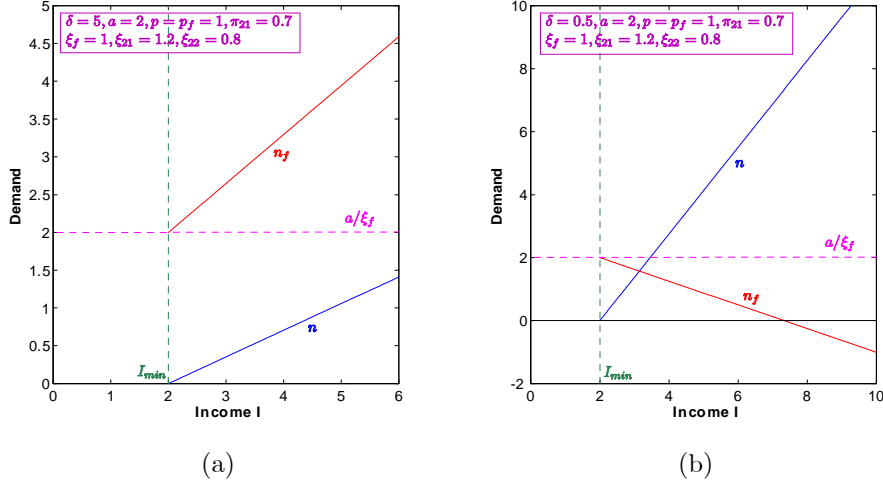 δ = 5, a = 2, p = p_f = 1, π_21 = 0.7
ξ_f = 1, ξ_21 = 1.2, ξ_22 = 0.8
5
4.5
4
3.5
3
2.5
2
1.5
1
0.5
0
Demand
n_f
a/ξ_f
n
I_min
0 1 2 3 4 5 6
Income I
(a)
δ = 0.5, a = 2, p = p_f = 1, π_21 = 0.7
ξ_f = 1, ξ_21 = 1.2, ξ_22 = 0.8
10
8
6
4
2
0
-2
Demand
n
a/ξ_f
n_f
I_min
0 2 4 6 8 10
Income I
(b)